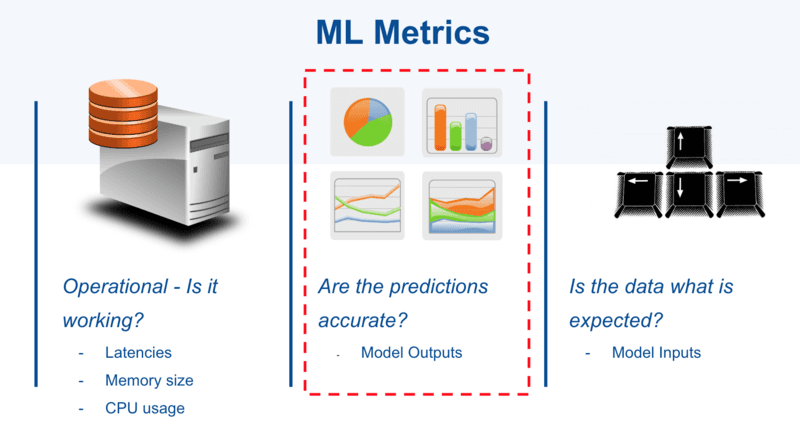 ML Metrics
Operational - Is it
working?
- Latencies
- Memory size
- CPU usage
Are the predictions
accurate?
- Model Outputs
Is the data what is
expected?
- Model Inputs